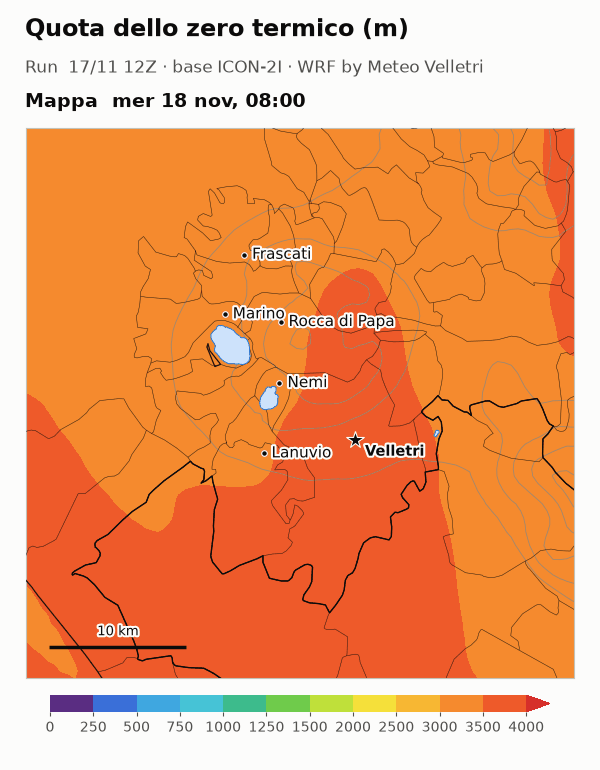 Quota dello zero termico (m)
Run  17/11 12Z · base ICON-2I · WRF by Meteo Velletri
Mappa  mer 18 nov, 08:00
Frascati
Marino
Rocca di Papa
Nemi
Velletri
Lanuvio
10 km
0 250 500 750 1000 1250 1500 2000 2500 3000 3500 4000